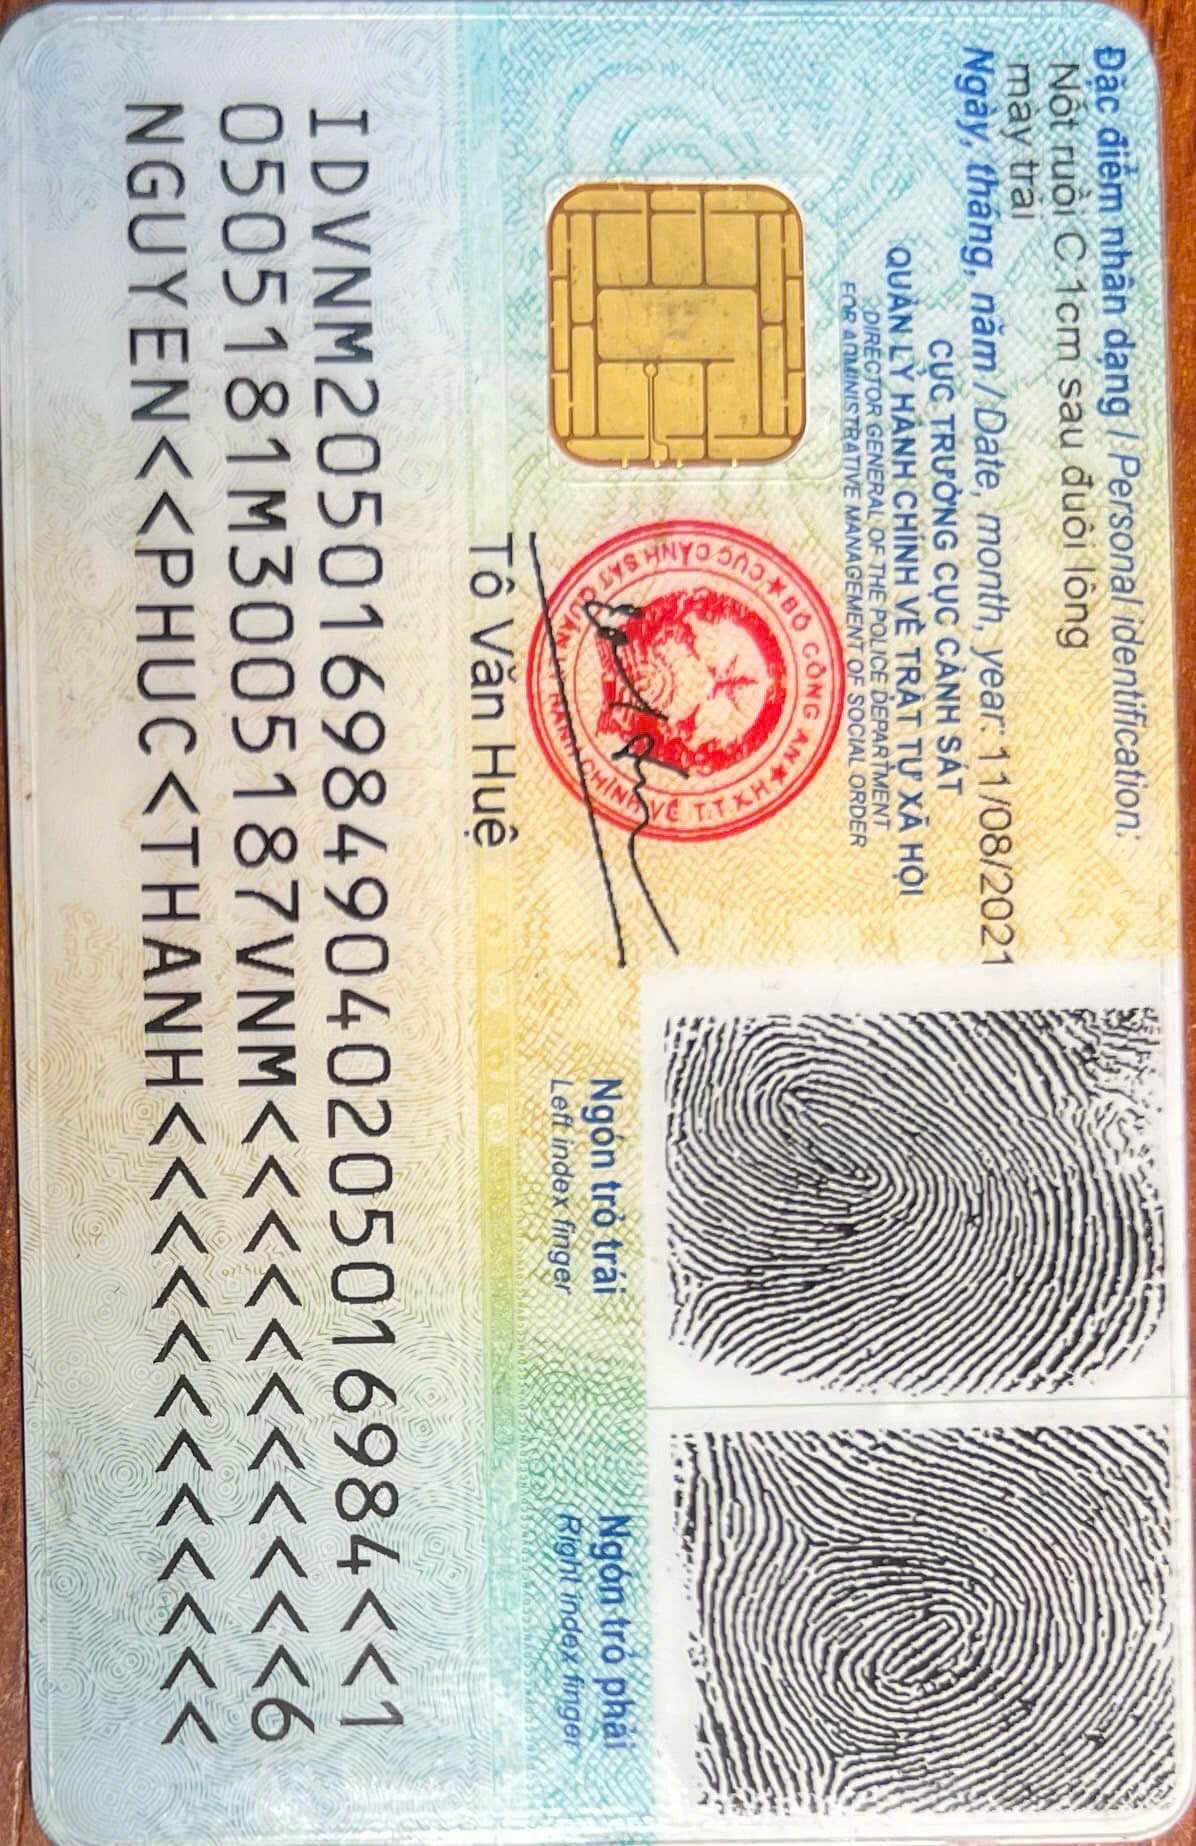 Đặc điểm nhân dạng / Personal identification:
Nốt ruồi C.1cm sau đuôi lông
mày trái
Ngày, tháng, năm / Date, month, year: 11/08/2021
CỤC TRƯỞNG CỤC CẢNH SÁT
QUẢN LÝ HÀNH CHÍNH VỀ TRẬT TỰ XÃ HỘI
DIRECTOR GENERAL OF THE POLICE DEPARTMENT
FOR ADMINISTRATIVE MANAGEMENT OF SOCIAL ORDER
BỘ CÔNG AN
CỤC CẢNH SÁT QUẢN LÝ HÀNH CHÍNH VỀ T.T.X.H
Tô Văn Huệ
Ngón trỏ trái
Left index finger
Ngón trỏ phải
Right index finger
IDVNM2050169849040205016984<<1
0505181M3005187VNM<<<<<<<<<<<6
NGUYEN<<PHUC<THANH<<<<<<<<<<<<